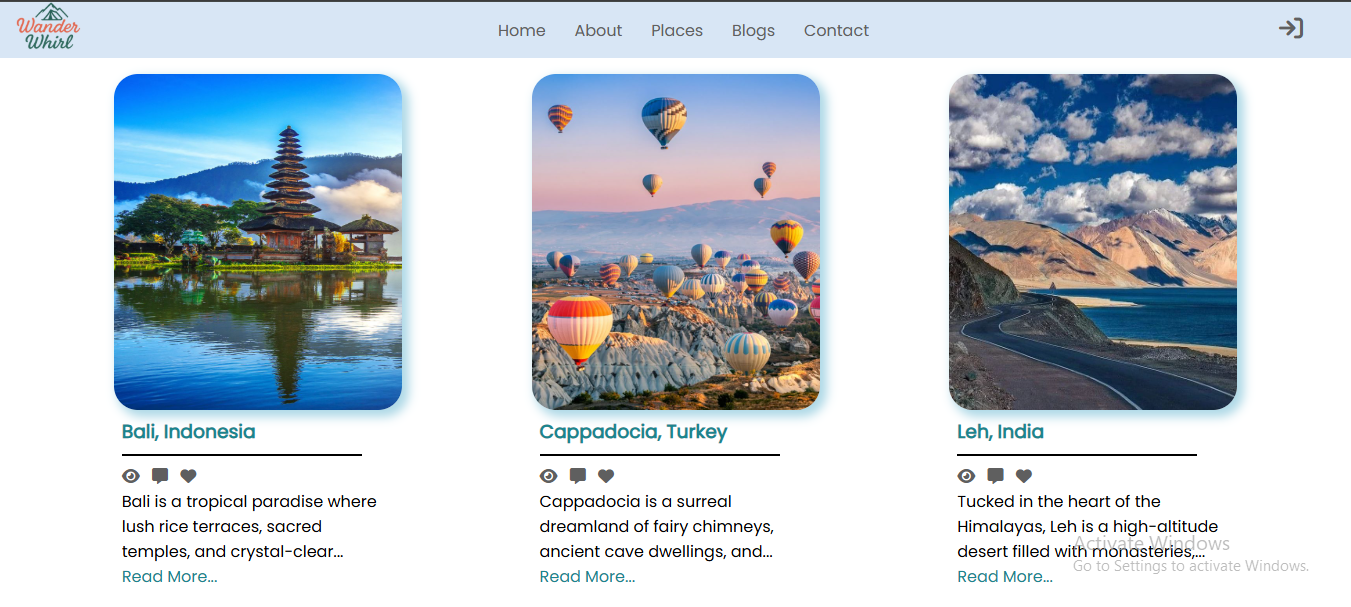 Wander
Whirl
Home About Places Blogs Contact
Bali, Indonesia
Bali is a tropical paradise where
lush rice terraces, sacred
temples, and crystal-clear...
Read More...
Cappadocia, Turkey
Cappadocia is a surreal
dreamland of fairy chimneys,
ancient cave dwellings, and...
Read More...
Leh, India
Tucked in the heart of the
Himalayas, Leh is a high-altitude
desert filled with monasteries,...
Read More...
Activate Windows
Go to Settings to activate Windows.